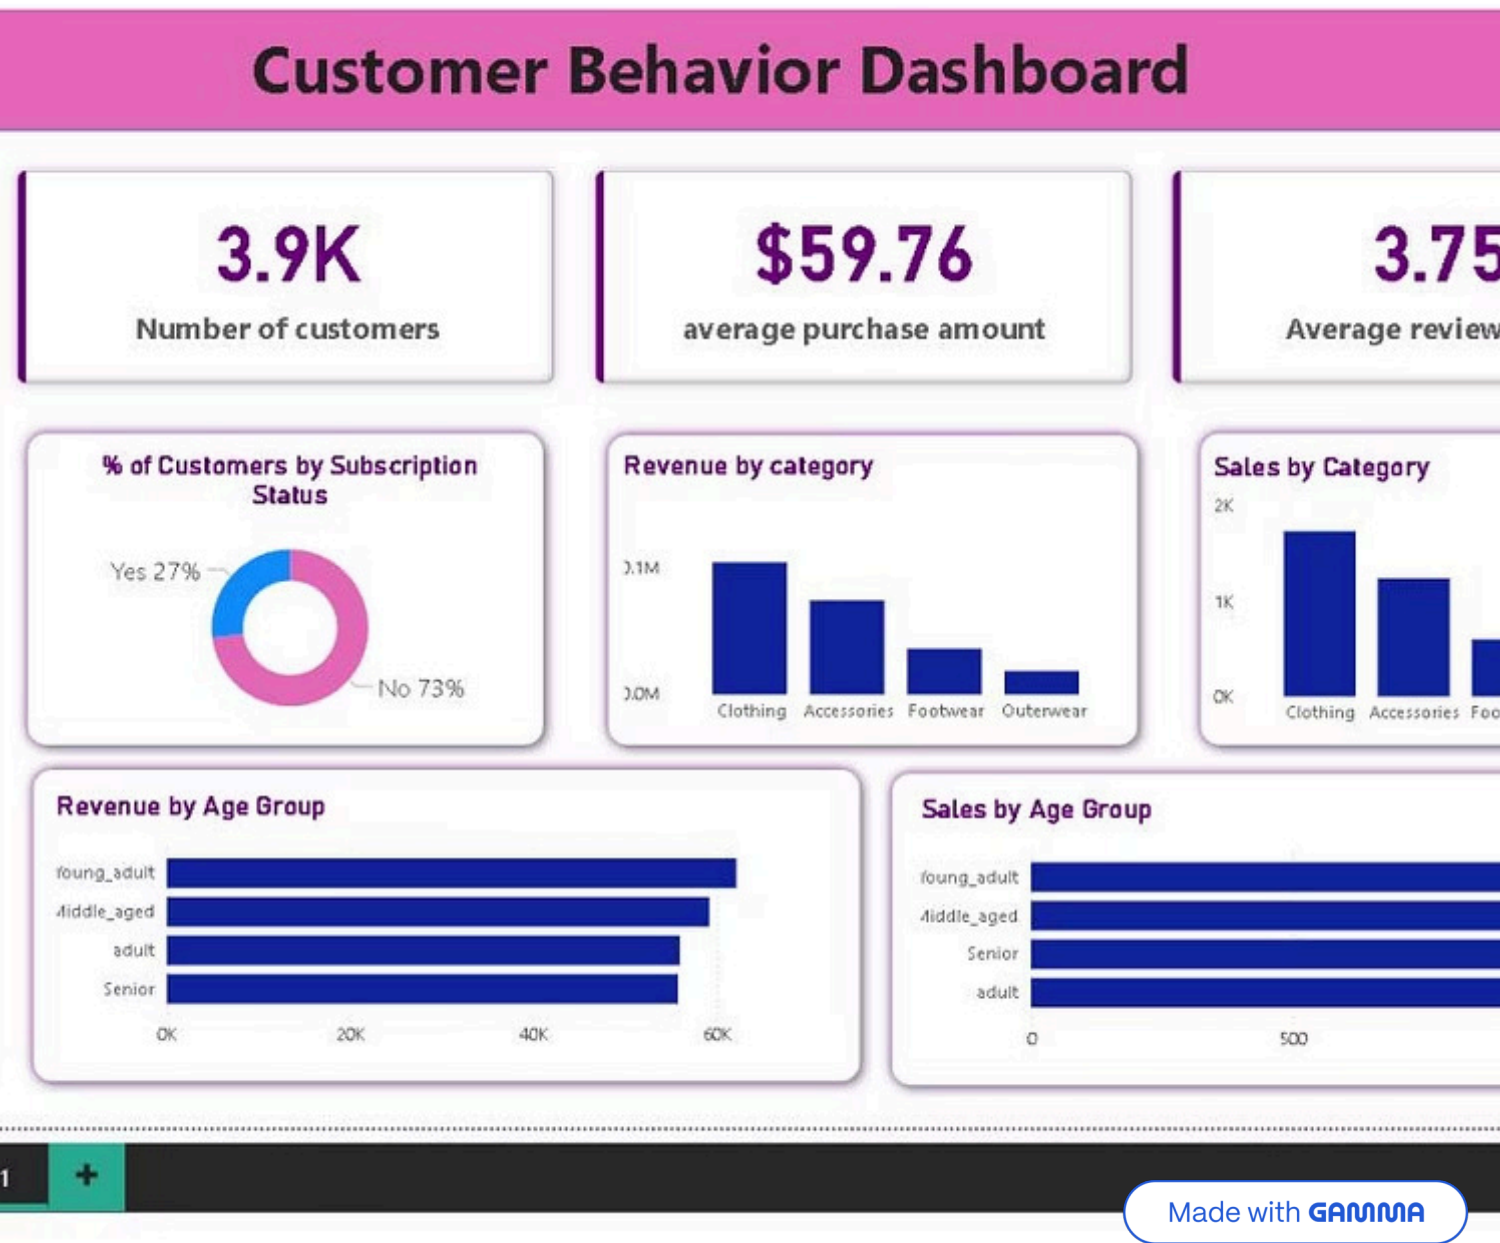 Customer Behavior Dashboard
3.9K
Number of customers
$59.76
average purchase amount
3.75
Average review
% of Customers by Subscription
Status
Yes 27%
No 73%
Revenue by category
0.1M
0.0M
Clothing Accessories Footwear Outerwear
Sales by Category
2K
1K
0K
Clothing Accessories Foo
Revenue by Age Group
Young_adult
Middle_aged
adult
Senior
0K 20K 40K 60K
Sales by Age Group
Young_adult
Middle_aged
Senior
adult
0 500
1
+
Made with GAMMA